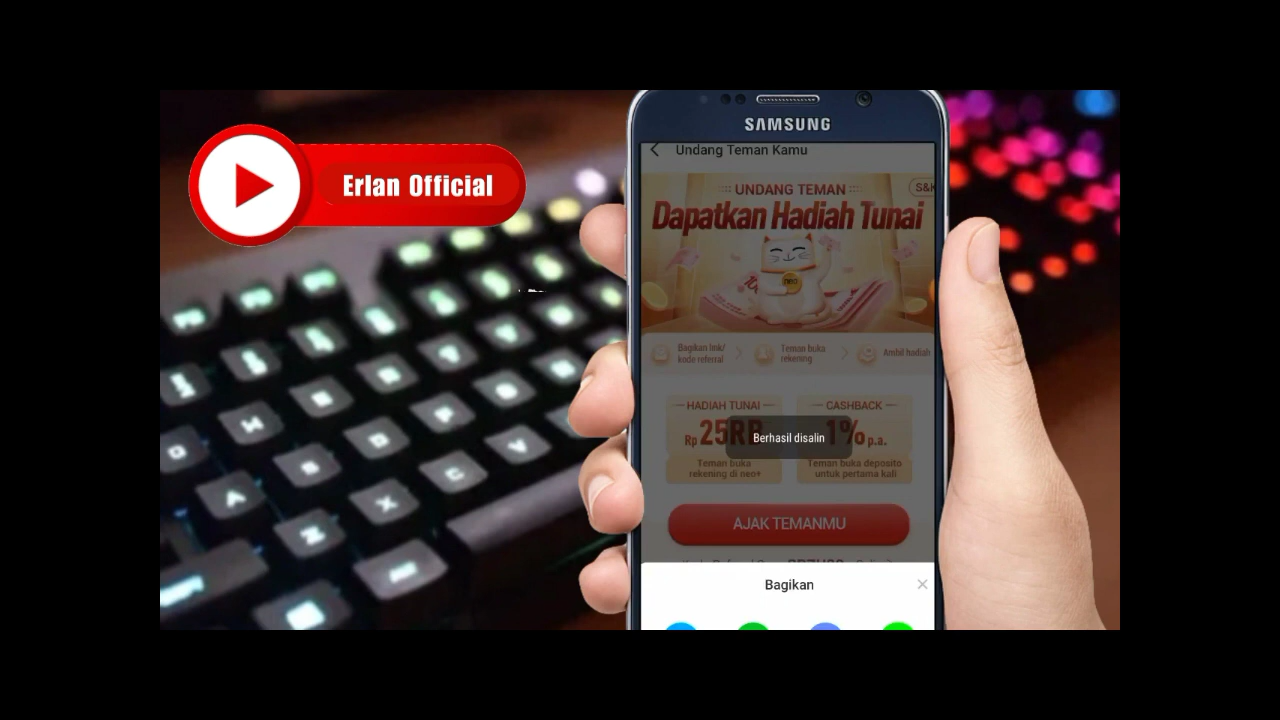 Erlan Official
SAMSUNG
Undang Teman Kamu
UNDANG TEMAN
S&K
Dapatkan Hadiah Tunai
neo
Bagikan link/
kode referral
Teman buka
rekening
Ambil hadiah
HADIAH TUNAI
Rp 25RB
Teman buka
rekening di neo+
CASHBACK
1% p.a.
Teman buka deposito
untuk pertama kali
Berhasil disalin
AJAK TEMANMU
Bagikan